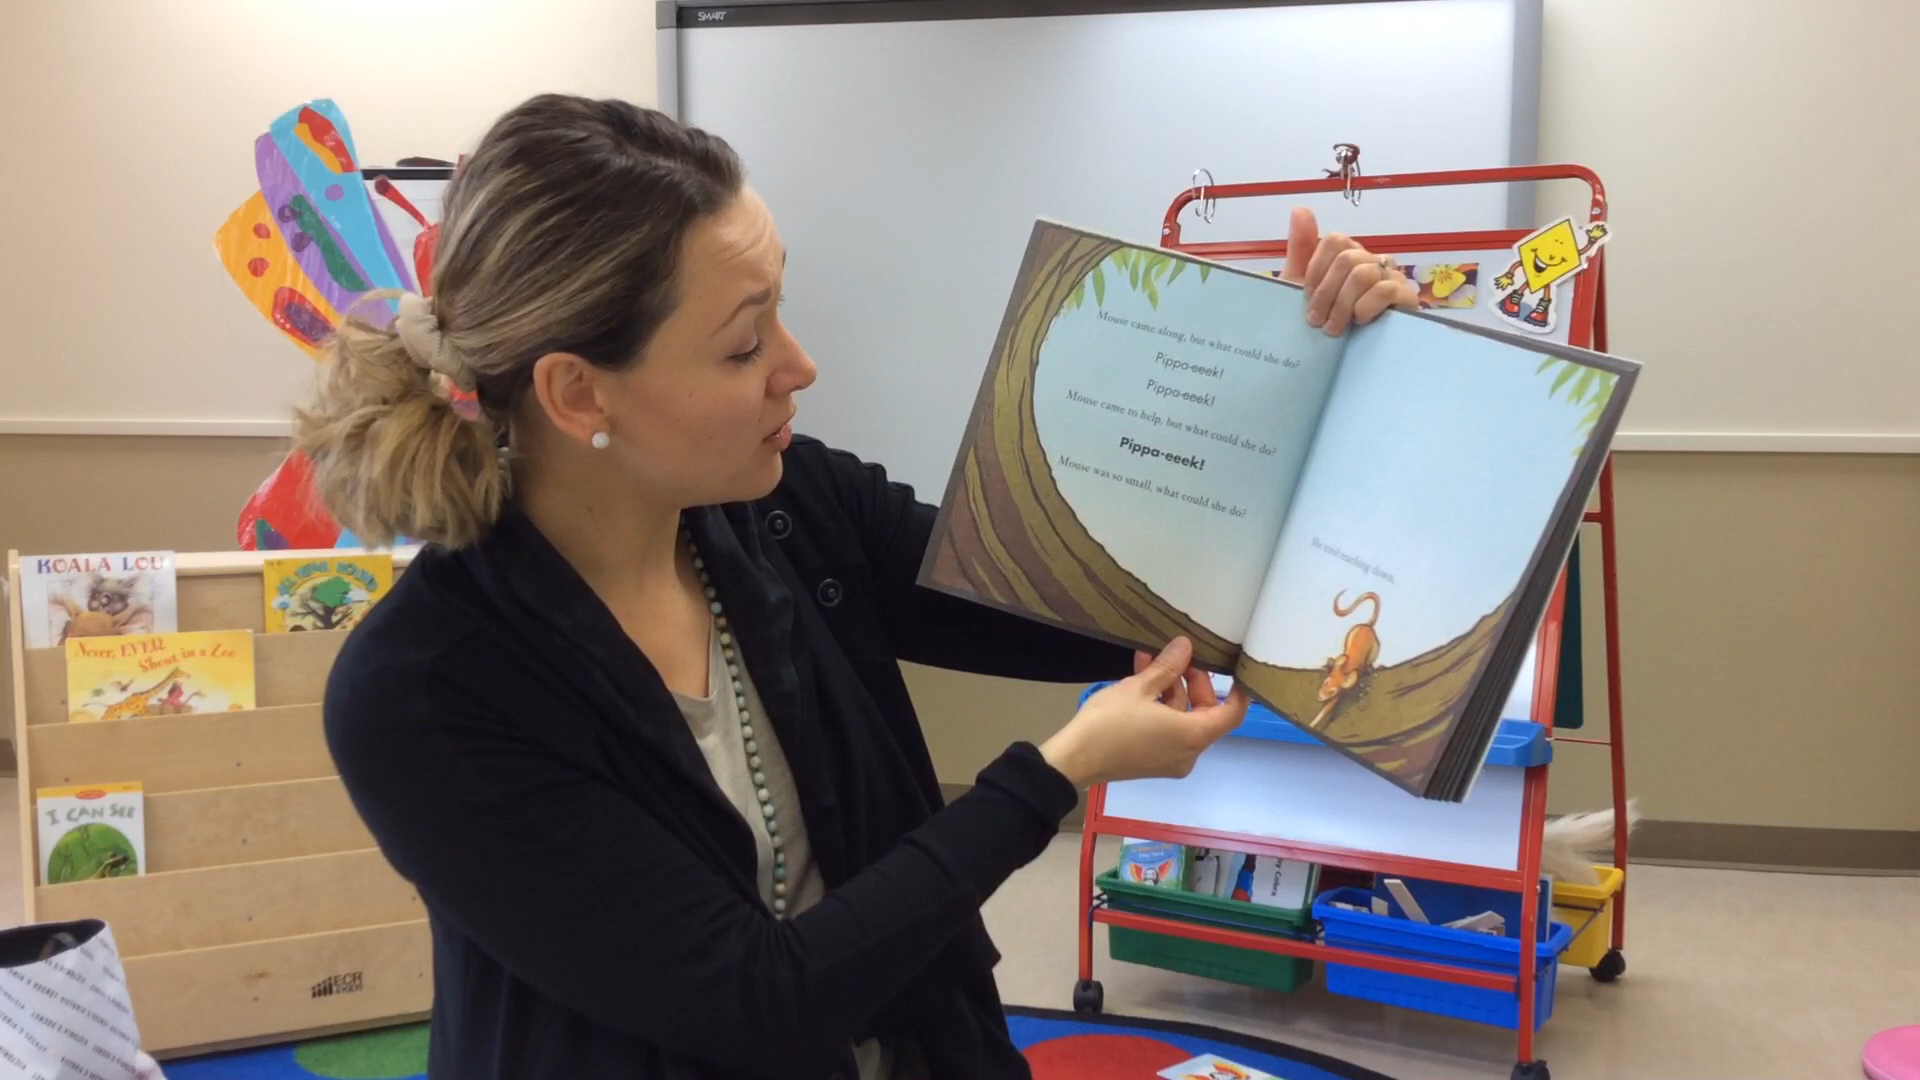 SMART
Mouse came along, but what could she do?
Pippa-eeek!
Pippa-eeek!
Mouse came to help, but what could she do?
Pippa-eeek!
Mouse was so small, what could she do?
She tried reaching down,
KOALA LOU
Never, EVER
Shout in a Zoo
I CAN SEE
ECR
4KIDS